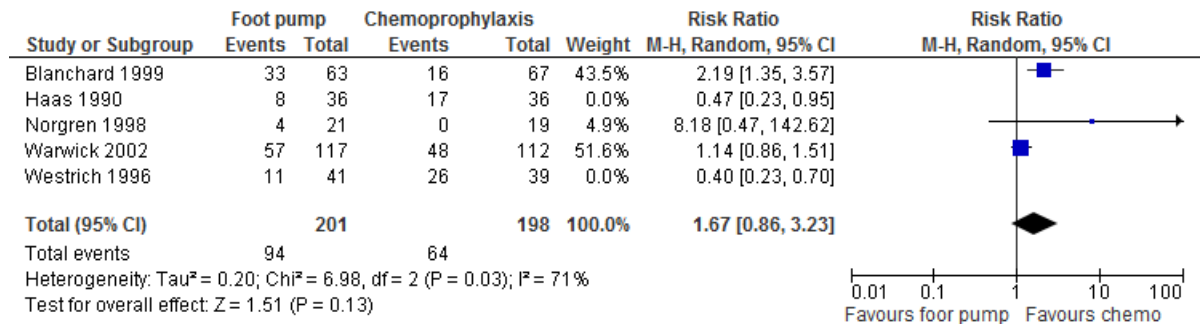 Foot pump Chemoprophylaxis Risk Ratio Risk Ratio
Study or Subgroup Events Total Events Total Weight M-H, Random, 95% CI M-H, Random, 95% CI
Blanchard 1999 33 63 16 67 43.5% 2.19 [1.35, 3.57]
Haas 1990 8 36 17 36 0.0% 0.47 [0.23, 0.95]
Norgren 1998 4 21 0 19 4.9% 8.18 [0.47, 142.62]
Warwick 2002 57 117 48 112 51.6% 1.14 [0.86, 1.51]
Westrich 1996 11 41 26 39 0.0% 0.40 [0.23, 0.70]
Total (95% CI) 201 198 100.0% 1.67 [0.86, 3.23]
Total events 94 64
Heterogeneity: Tau² = 0.20; Chi² = 6.98, df = 2 (P = 0.03); I² = 71%
Test for overall effect: Z = 1.51 (P = 0.13)
0.01 0.1 1 10 100
Favours foor pump Favours chemo